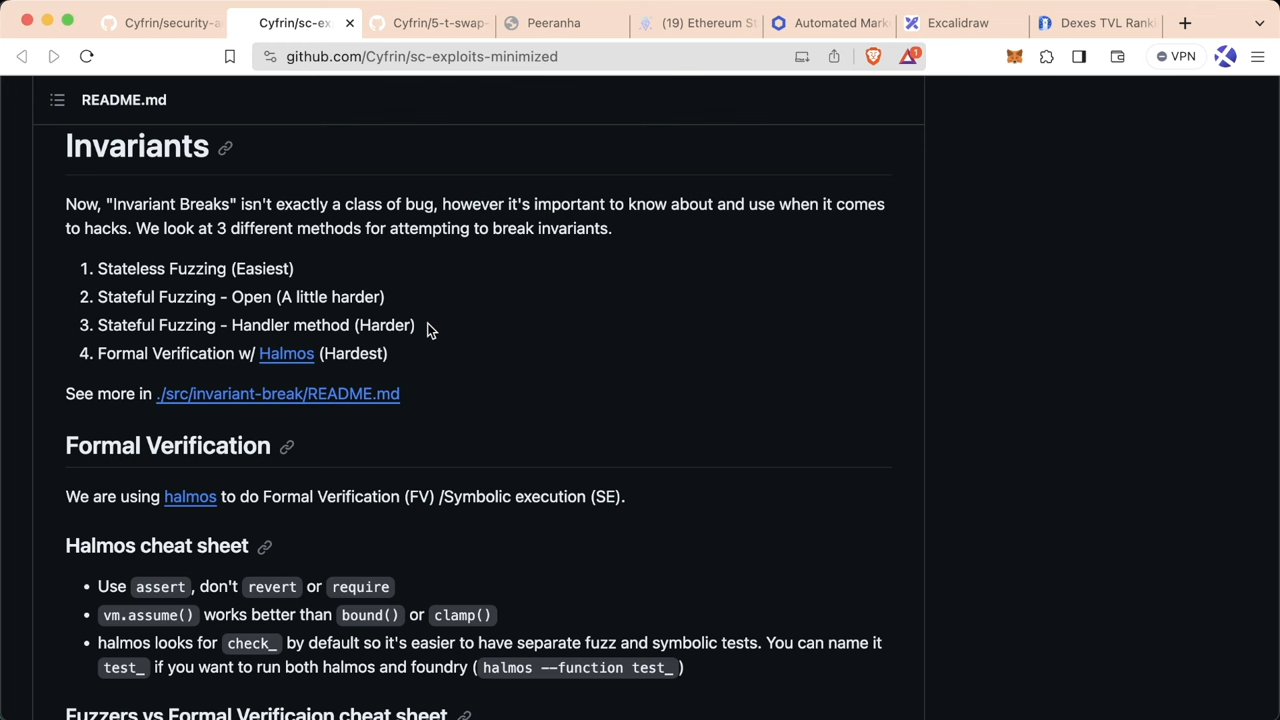 Cyfrin/security-a
Cyfrin/sc-ex
Cyfrin/5-t-swap-
Peeranha
(19) Ethereum St
Automated Mark
Excalidraw
Dexes TVL Ranki
github.com/Cyfrin/sc-exploits-minimized
1
VPN
README.md
Invariants
Now, "Invariant Breaks" isn't exactly a class of bug, however it's important to know about and use when it comes
to hacks. We look at 3 different methods for attempting to break invariants.
1. Stateless Fuzzing (Easiest)
2. Stateful Fuzzing - Open (A little harder)
3. Stateful Fuzzing - Handler method (Harder)
4. Formal Verification w/ Halmos (Hardest)
See more in ./src/invariant-break/README.md
Formal Verification
We are using halmos to do Formal Verification (FV) /Symbolic execution (SE).
Halmos cheat sheet
• Use assert, don't revert or require
• vm.assume() works better than bound() or clamp()
• halmos looks for check_ by default so it's easier to have separate fuzz and symbolic tests. You can name it
test_ if you want to run both halmos and foundry ( halmos --function test_ )
Fuzzers vs Formal Verificaion cheat sheet